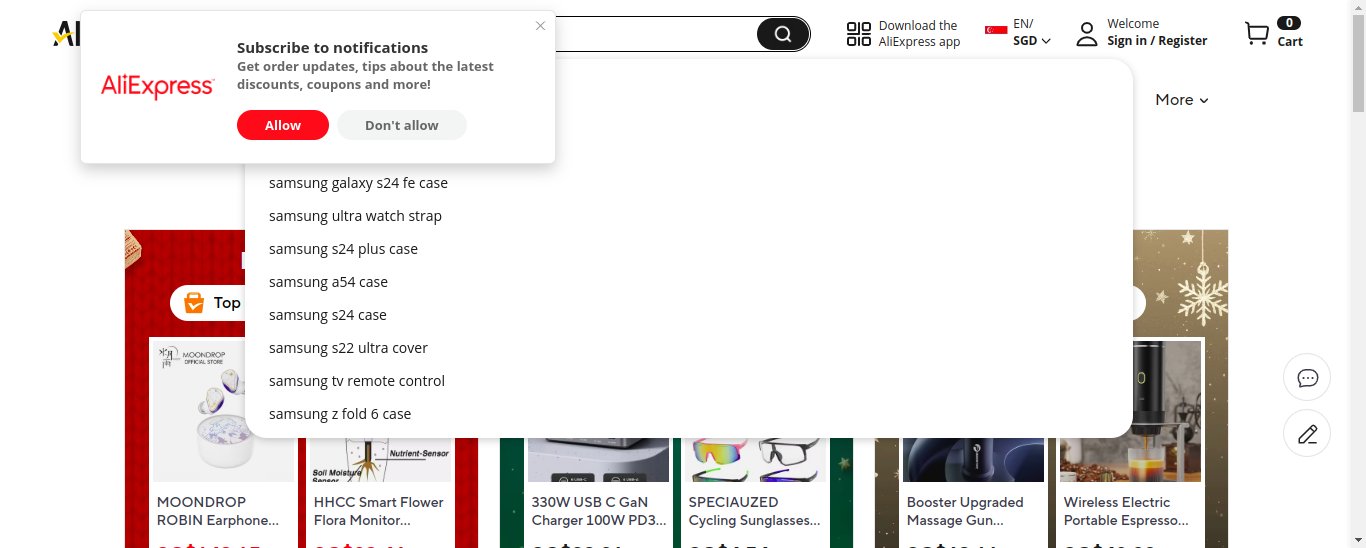 Subscribe to notifications
Get order updates, tips about the latest
discounts, coupons and more!
AliExpress
Allow
Don't allow
Download the
AliExpress app
EN/
SGD
Welcome
Sign in / Register
0
Cart
More
samsung galaxy s24 fe case
samsung ultra watch strap
samsung s24 plus case
samsung a54 case
samsung s24 case
samsung s22 ultra cover
samsung tv remote control
samsung z fold 6 case
Top
MOONDROP
OFFICIAL STORE
Nutrient-Sensor
Soil Moisture
MOONDROP
ROBIN Earphone...
HHCC Smart Flower
Flora Monitor...
330W USB C GaN
Charger 100W PD3...
SPECIAUZED
Cycling Sunglasses...
Booster Upgraded
Massage Gun...
Wireless Electric
Portable Espresso...